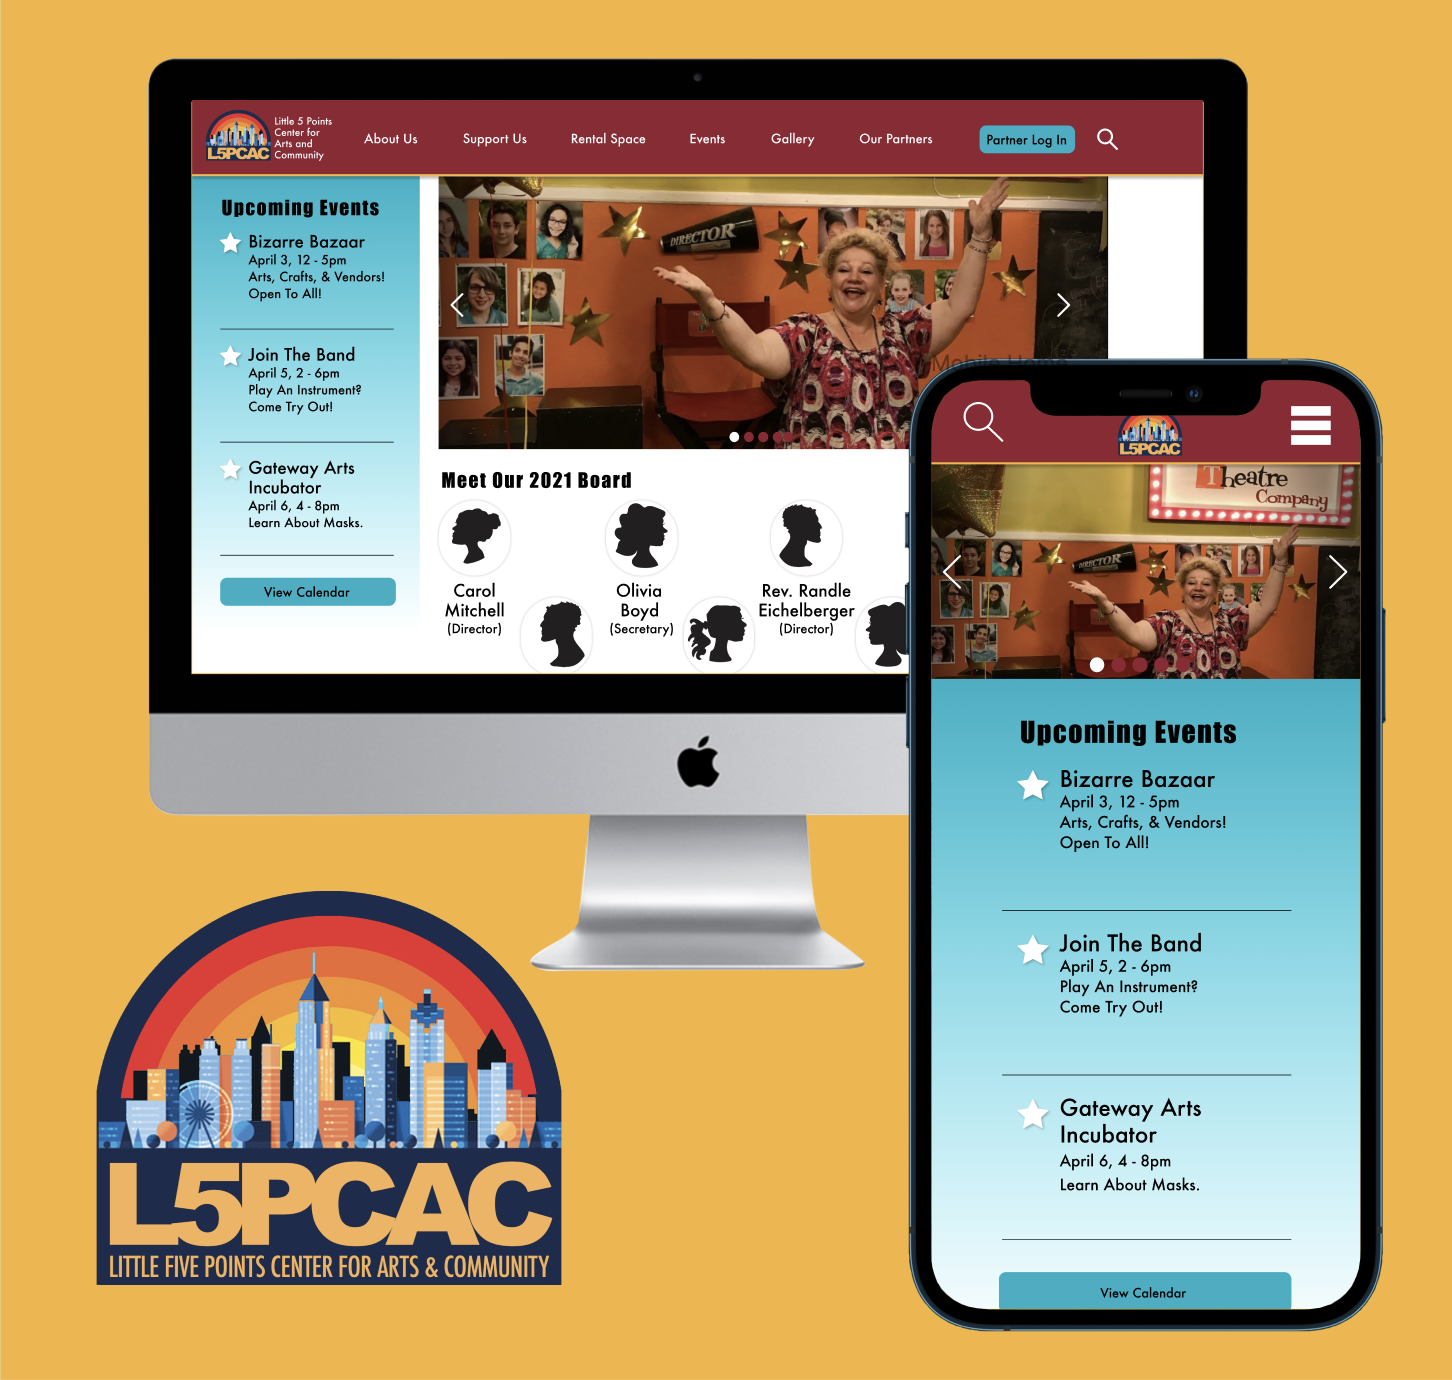 L5PCAC
Little 5 Points
Center for
Arts and
Community
About Us
Support Us
Rental Space
Events
Gallery
Our Partners
Partner Log In
Upcoming Events
Bizarre Bazaar
April 3, 12 - 5pm
Arts, Crafts, & Vendors!
Open To All!
Join The Band
April 5, 2 - 6pm
Play An Instrument?
Come Try Out!
Gateway Arts
Incubator
April 6, 4 - 8pm
Learn About Masks.
View Calendar
DIRECTOR
Mobile Home
Meet Our 2021 Board
Carol
Mitchell
(Director)
Olivia
Boyd
(Secretary)
Rev. Randle
Eichelberger
(Director)
L5PCAC
Theatre
Company
DIRECTOR
Upcoming Events
Bizarre Bazaar
April 3, 12 - 5pm
Arts, Crafts, & Vendors!
Open To All!
Join The Band
April 5, 2 - 6pm
Play An Instrument?
Come Try Out!
Gateway Arts
Incubator
April 6, 4 - 8pm
Learn About Masks.
View Calendar
L5PCAC
LITTLE FIVE POINTS CENTER FOR ARTS & COMMUNITY